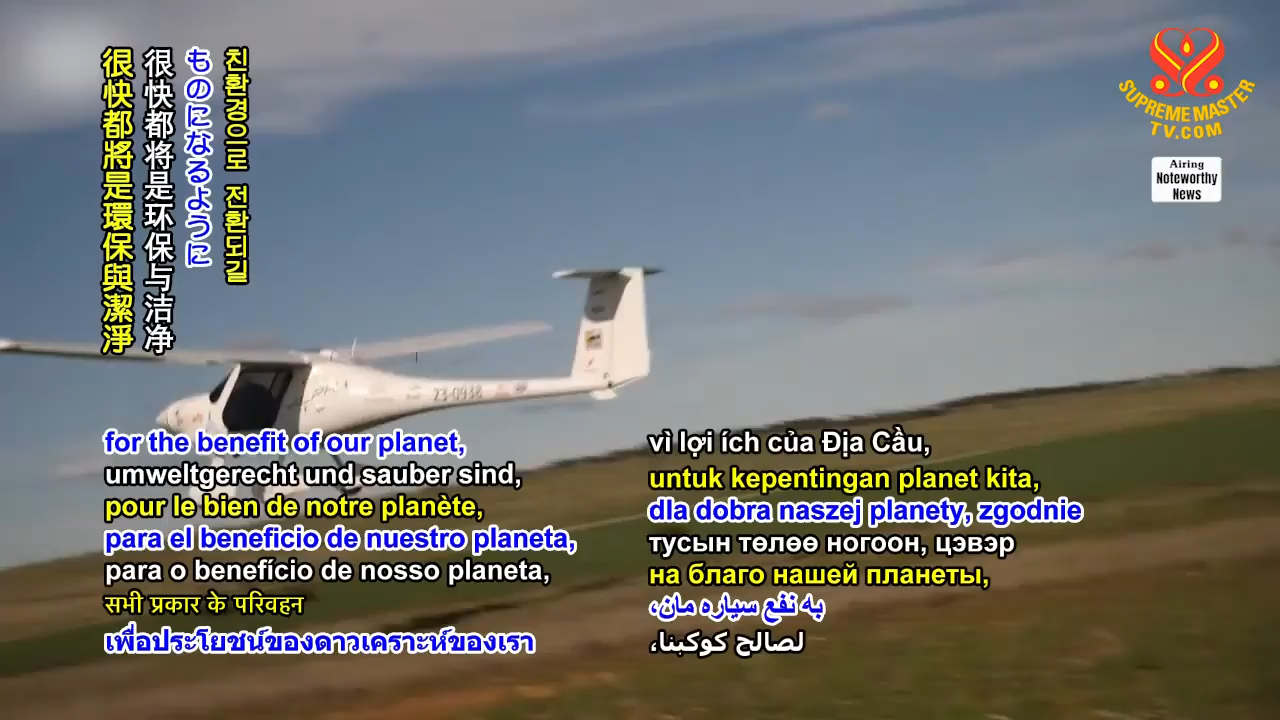 很快都將是環保與潔淨
很快都将是环保与洁净
ものになるように
친환경으로 전환되길
SUPREME MASTER
TV.COM
Airing
Noteworthy
News
23-0938
for the benefit of our planet,
umweltgerecht und sauber sind,
pour le bien de notre planète,
para el beneficio de nuestro planeta,
para o benefício de nosso planeta,
सभी प्रकार के परिवहन
เพื่อประโยชน์ของดาวเคราะห์ของเรา
vì lợi ích của Địa Cầu,
untuk kepentingan planet kita,
dla dobra naszej planety, zgodnie
тусын төлөө ногоон, цэвэр
на благо нашей планеты,
به نفع سیاره مان،
لصالح كوكبنا،